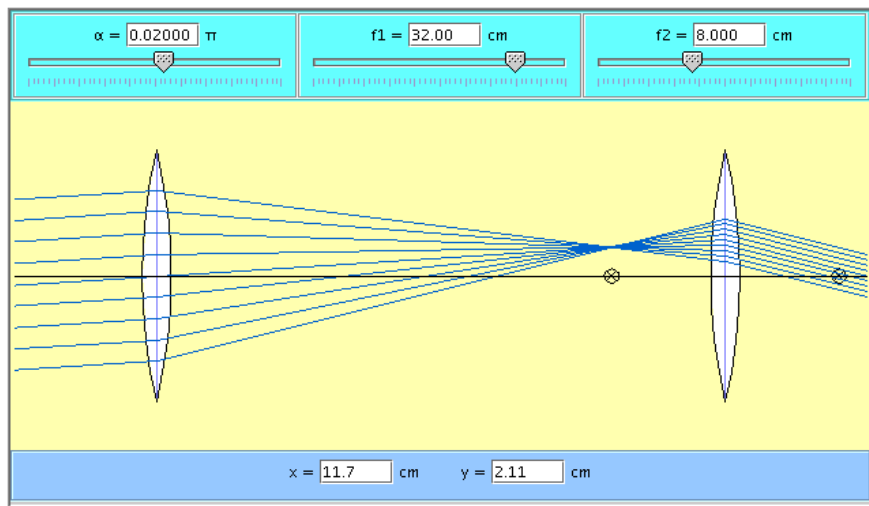 α = 0.02000 π
f1 = 32.00 cm
f2 = 8.000 cm
x = 11.7 cm y = 2.11 cm